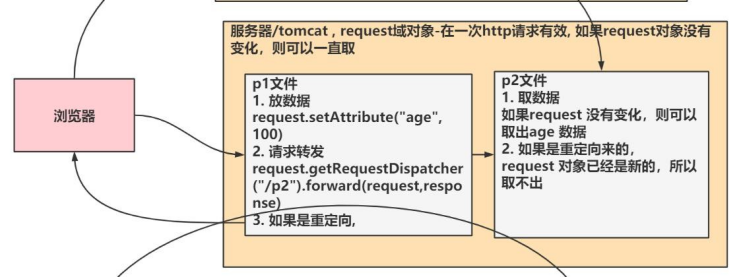 服务器/tomcat , request域对象-在一次http请求有效, 如果request对象没有
变化，则可以一直取
浏览器
p1文件
1. 放数据
request.setAttribute("age",
100)
2. 请求转发
request.getRequestDispatcher
("/p2").forward(request,respo
nse)
3. 如果是重定向,
p2文件
1. 取数据
如果request 没有变化，则可以
取出age 数据
2. 如果是重定向来的，
request 对象已经是新的，所以
取不出